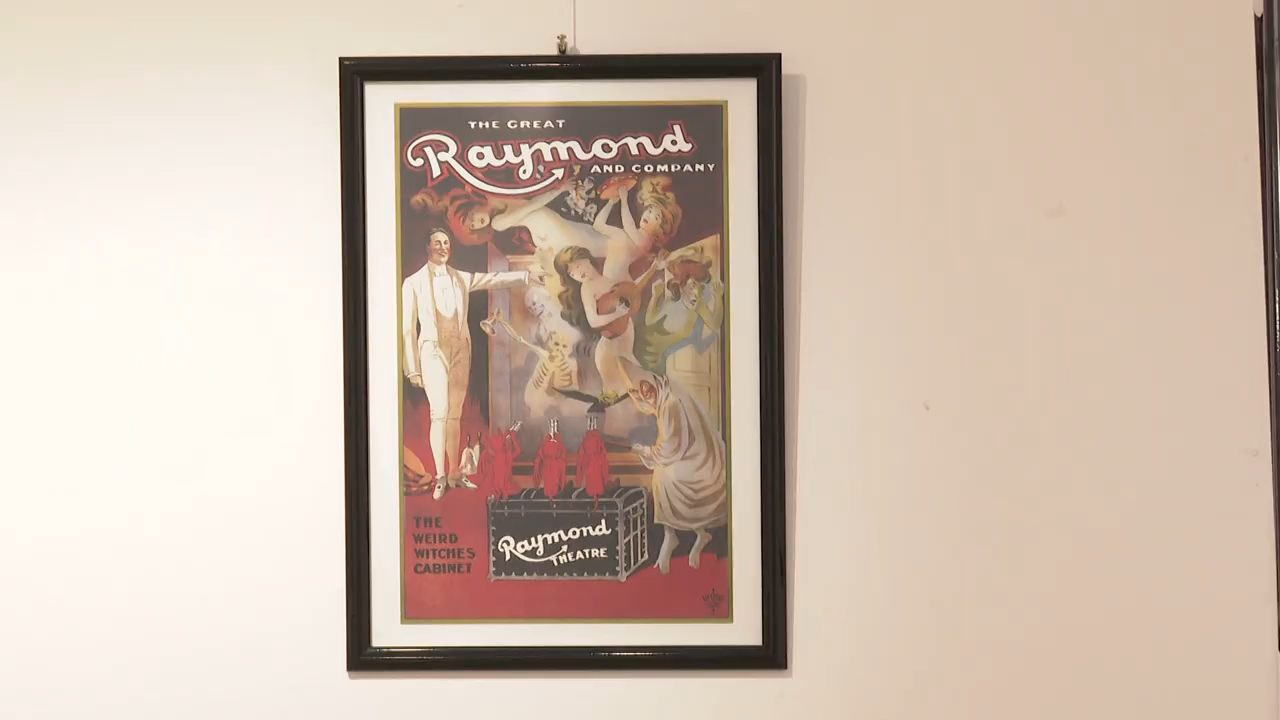 THE GREAT
Raymond
AND COMPANY
THE
WEIRD
WITCHES
CABINET
Raymond
THEATRE